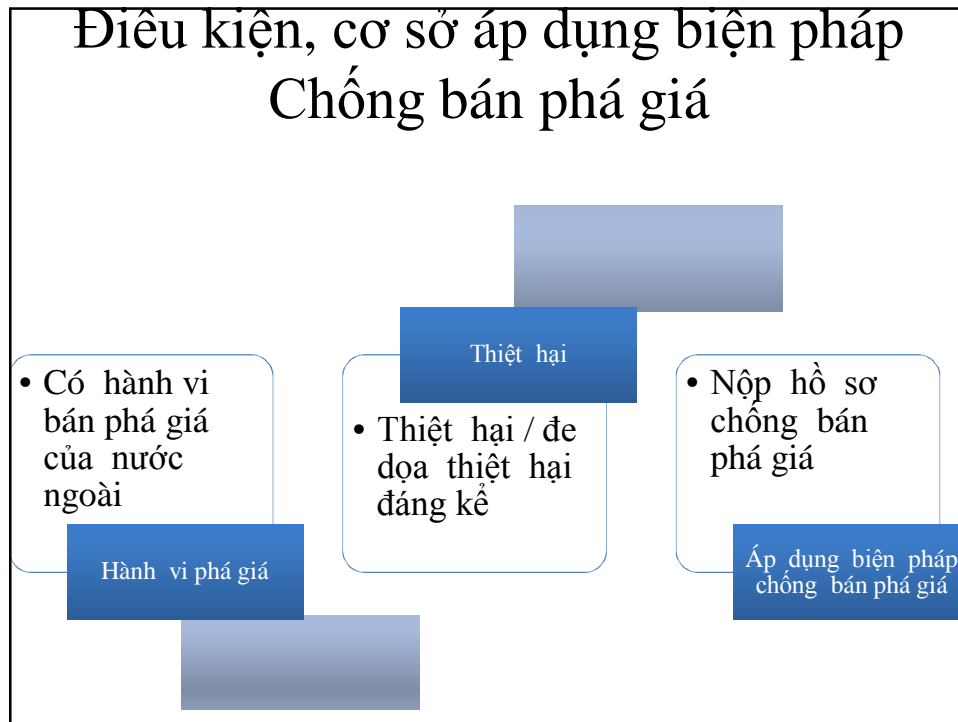 Điều kiện, cơ sở áp dụng biện pháp
Chống bán phá giá
• Có hành vi
bán phá giá
của nước
ngoài
Hành vi phá giá
Thiệt hại
• Thiệt hại / đe
dọa thiệt hại
đáng kể
• Nộp hồ sơ
chống bán
phá giá
Áp dụng biện pháp
chống bán phá giá